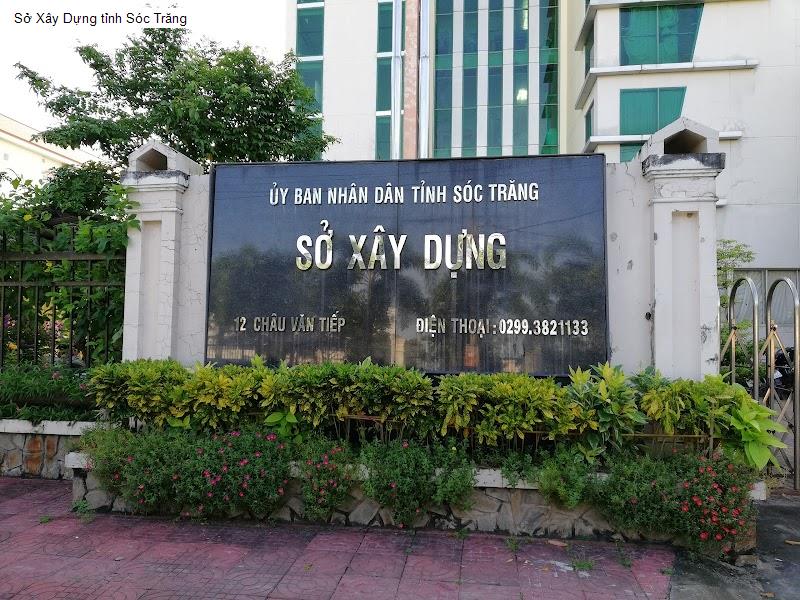 Sở Xây Dựng tỉnh Sóc Trăng
ỦY BAN NHÂN DÂN TỈNH SÓC TRĂNG
SỞ XÂY DỰNG
12 CHÂU VĂN TIẾP ĐIỆN THOẠI : 0299.3821133